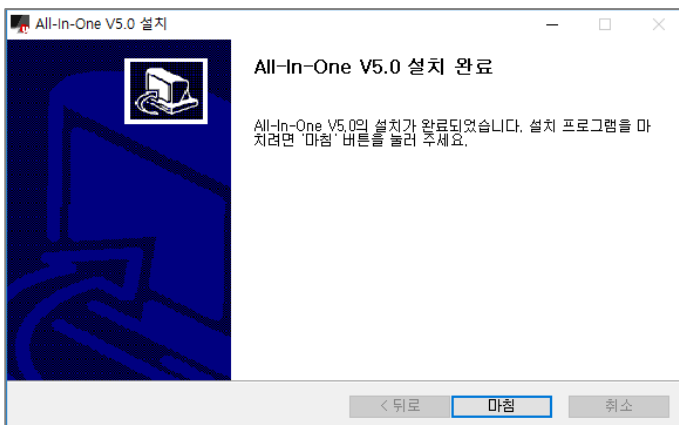 All-In-One V5.0 설치
All-In-One V5.0 설치 완료
All-In-One V5.0의 설치가 완료되었습니다. 설치 프로그램을 마
치려면 '마침' 버튼을 눌러 주세요.
< 뒤로
마침
취소